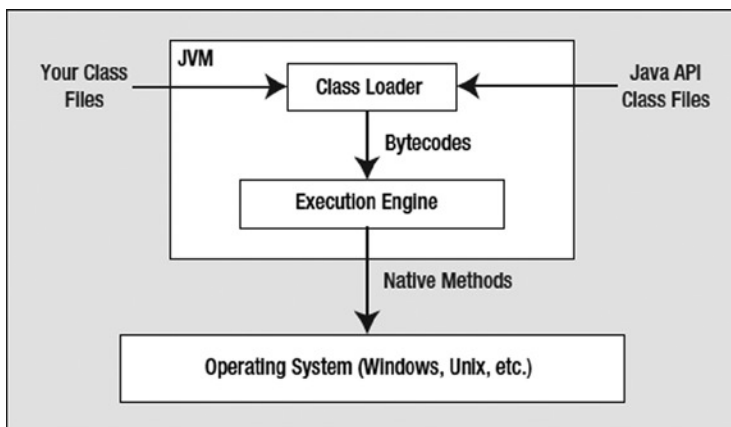 JVM
Your Class
Files
Class Loader
Java API
Class Files
Bytecodes
Execution Engine
Native Methods
Operating System (Windows, Unix, etc.)